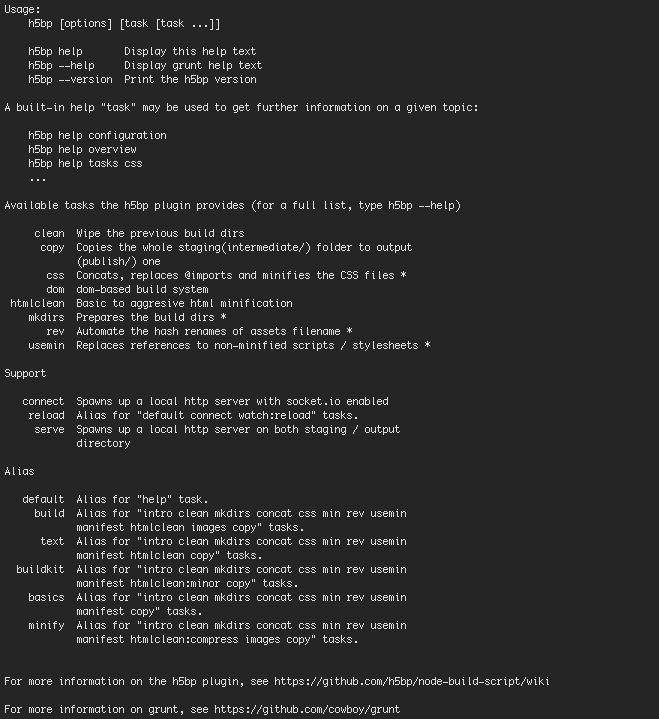 Usage:
h5bp [options] [task [task ...]]
h5bp help Display this help text
h5bp --help Display grunt help text
h5bp --version Print the h5bp version
A built-in help "task" may be used to get further information on a given topic:
h5bp help configuration
h5bp help overview
h5bp help tasks css
...
Available tasks the h5bp plugin provides (for a full list, type h5bp --help)
clean Wipe the previous build dirs
copy Copies the whole staging(intermediate/) folder to output
(publish/) one
css Concats, replaces @imports and minifies the CSS files *
dom dom-based build system
htmlclean Basic to aggresive html minification
mkdirs Prepares the build dirs *
rev Automate the hash renames of assets filename *
usemin Replaces references to non-minified scripts / stylesheets *
Support
connect Spawns up a local http server with socket.io enabled
reload Alias for "default connect watch:reload" tasks.
serve Spawns up a local http server on both staging / output
directory
Alias
default Alias for "help" task.
build Alias for "intro clean mkdirs concat css min rev usemin
manifest htmlclean images copy" tasks.
text Alias for "intro clean mkdirs concat css min rev usemin
manifest htmlclean copy" tasks.
buildkit Alias for "intro clean mkdirs concat css min rev usemin
manifest htmlclean:minor copy" tasks.
basics Alias for "intro clean mkdirs concat css min rev usemin
manifest copy" tasks.
minify Alias for "intro clean mkdirs concat css min rev usemin
manifest htmlclean:compress images copy" tasks.
For more information on the h5bp plugin, see https://github.com/h5bp/node-build-script/wiki
For more information on grunt, see https://github.com/cowboy/grunt